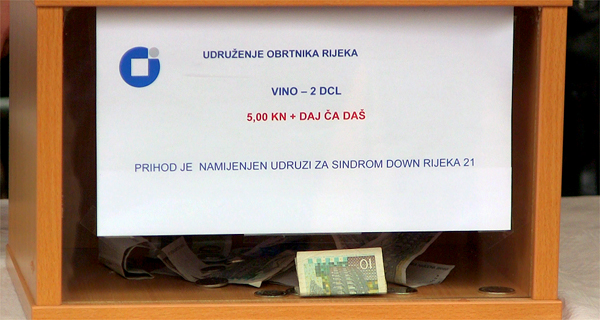 UDRUŽENJE OBRTNIKA RIJEKA
VINO – 2 DCL
5,00 KN + DAJ ČA DAŠ
PRIHOD JE NAMIJENJEN UDRUZI ZA SINDROM DOWN RIJEKA 21
10